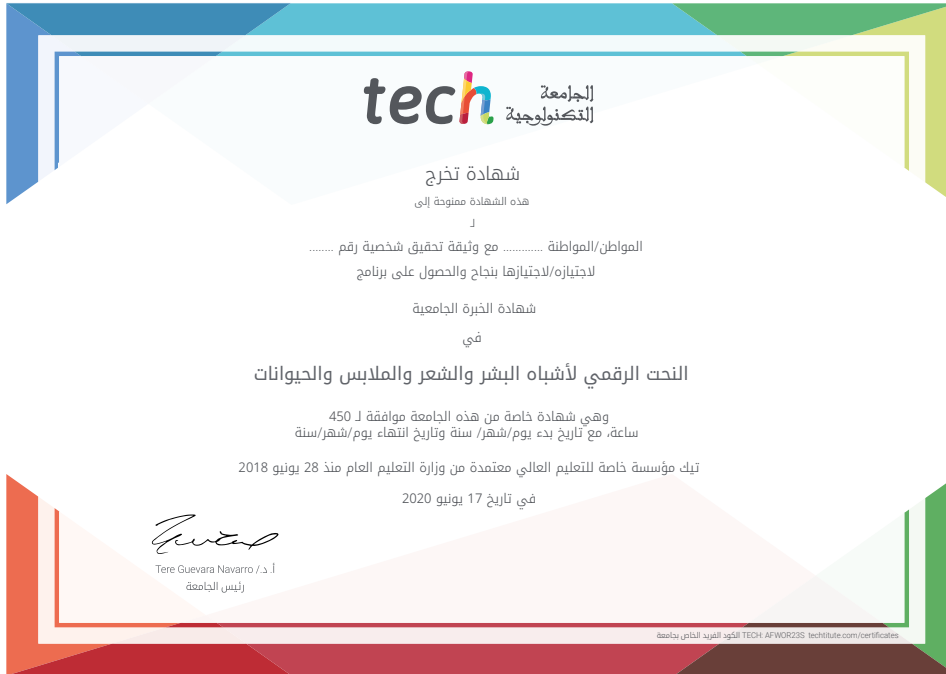 tech الجامعة
التكنولوجية
شهادة تخرج
هذه الشهادة ممنوحة إلى
لـ
المواطن/المواطنة ............ مع وثيقة تحقيق شخصية رقم ........
لاجتيازه/لاجتيازها بنجاح والحصول على برنامج
شهادة الخبرة الجامعية
في
النحت الرقمي لأشباه البشر والشعر والملابس والحيوانات
وهي شهادة خاصة من هذه الجامعة موافقة لـ 450
ساعة، مع تاريخ بدء يوم/شهر/ سنة وتاريخ انتهاء يوم/شهر/سنة
تيك مؤسسة خاصة للتعليم العالي معتمدة من وزارة التعليم العام منذ 28 يونيو 2018
في تاريخ 17 يونيو 2020
أ. د./ Tere Guevara Navarro
رئيس الجامعة
الكود الفريد الخاص بجامعة TECH: AFWOR23S techtitute.com/certificates